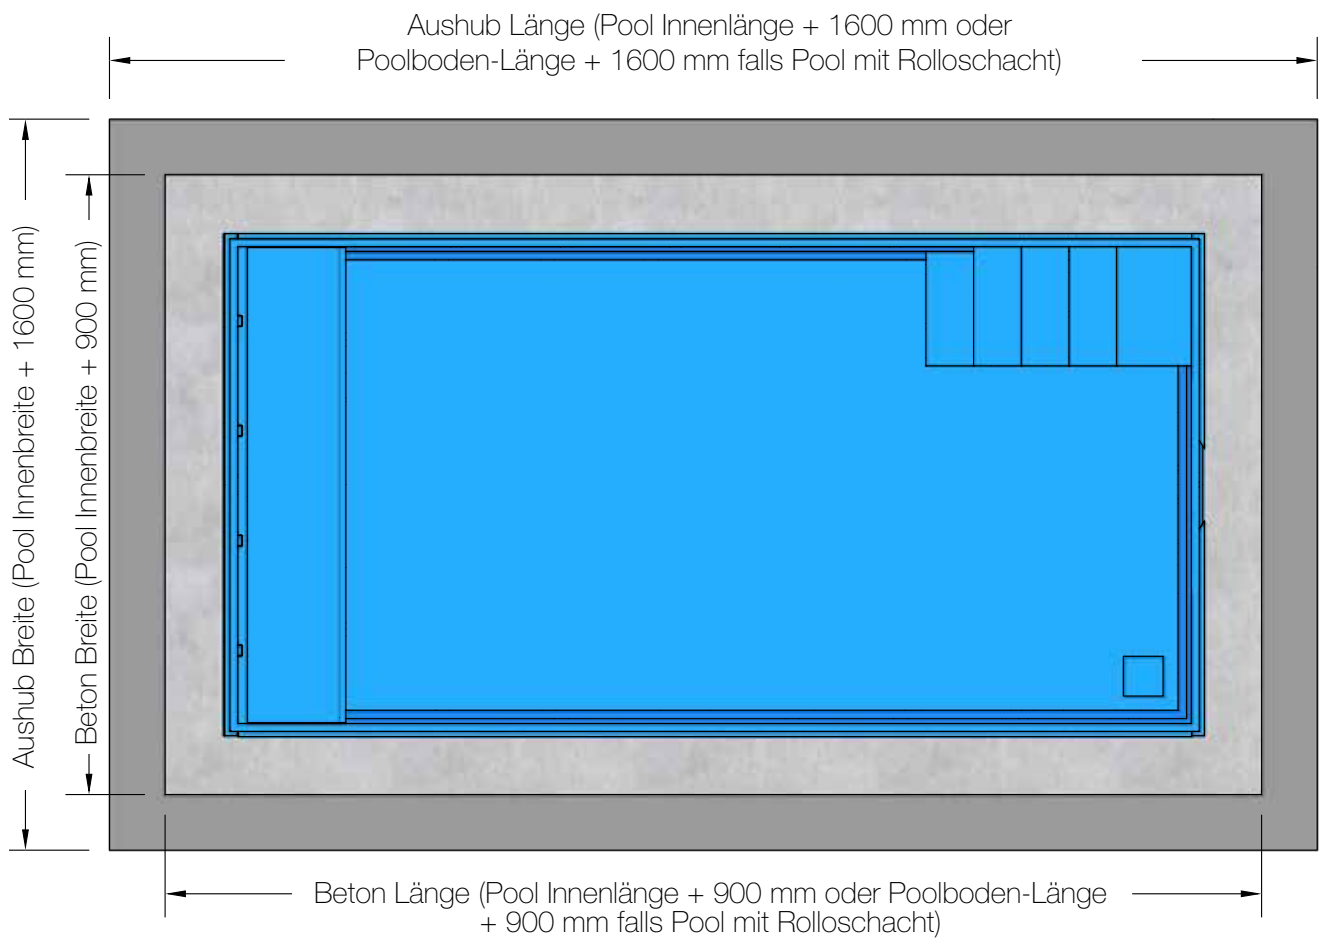 Aushub Länge (Pool Innenlänge + 1600 mm oder
Poolboden-Länge + 1600 mm falls Pool mit Rolloschacht)
Aushub Breite (Pool Innenbreite + 1600 mm)
Beton Breite (Pool Innenbreite + 900 mm)
Beton Länge (Pool Innenlänge + 900 mm oder Poolboden-Länge
+ 900 mm falls Pool mit Rolloschacht)